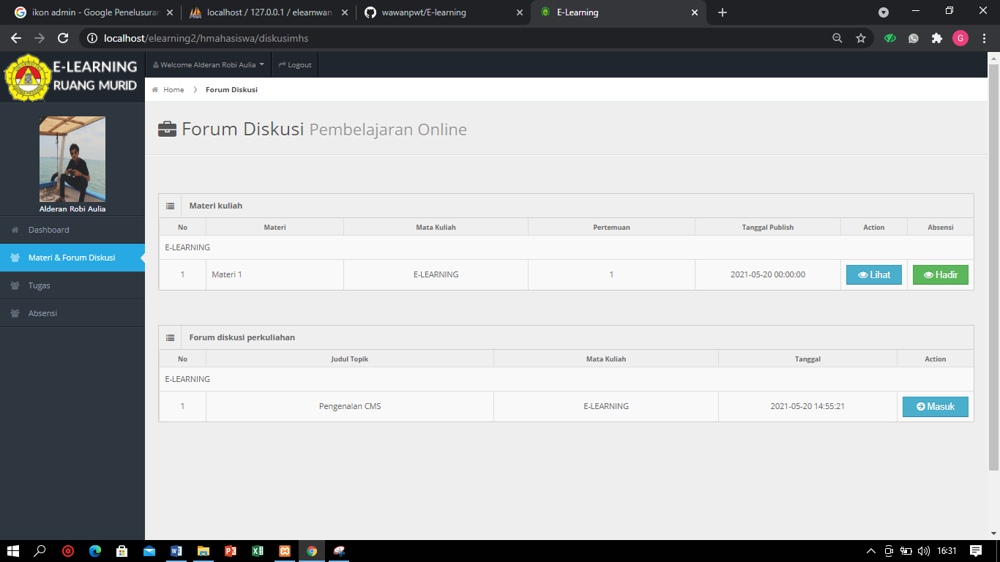 ikon admin - Google Penelusuran
localhost / 127.0.0.1 / elearnwan
wawanpwt/E-learning
E-Learning
localhost/elearning2/hmahasiswa/diskusimhs
G
E-LEARNING
RUANG MURID
Welcome Alderan Robi Aulia
Logout
Home
Forum Diskusi
Forum Diskusi Pembelajaran Online
Alderan Robi Aulia
Dashboard
Materi & Forum Diskusi
Tugas
Absensi
Materi kuliah
No Materi Mata Kuliah Pertemuan Tanggal Publish Action Absensi
E-LEARNING
1 Materi 1 E-LEARNING 1 2021-05-20 00:00:00 Lihat Hadir
Forum diskusi perkuliahan
No Judul Topik Mata Kuliah Tanggal Action
E-LEARNING
1 Pengenalan CMS E-LEARNING 2021-05-20 14:55:21 Masuk
16:31